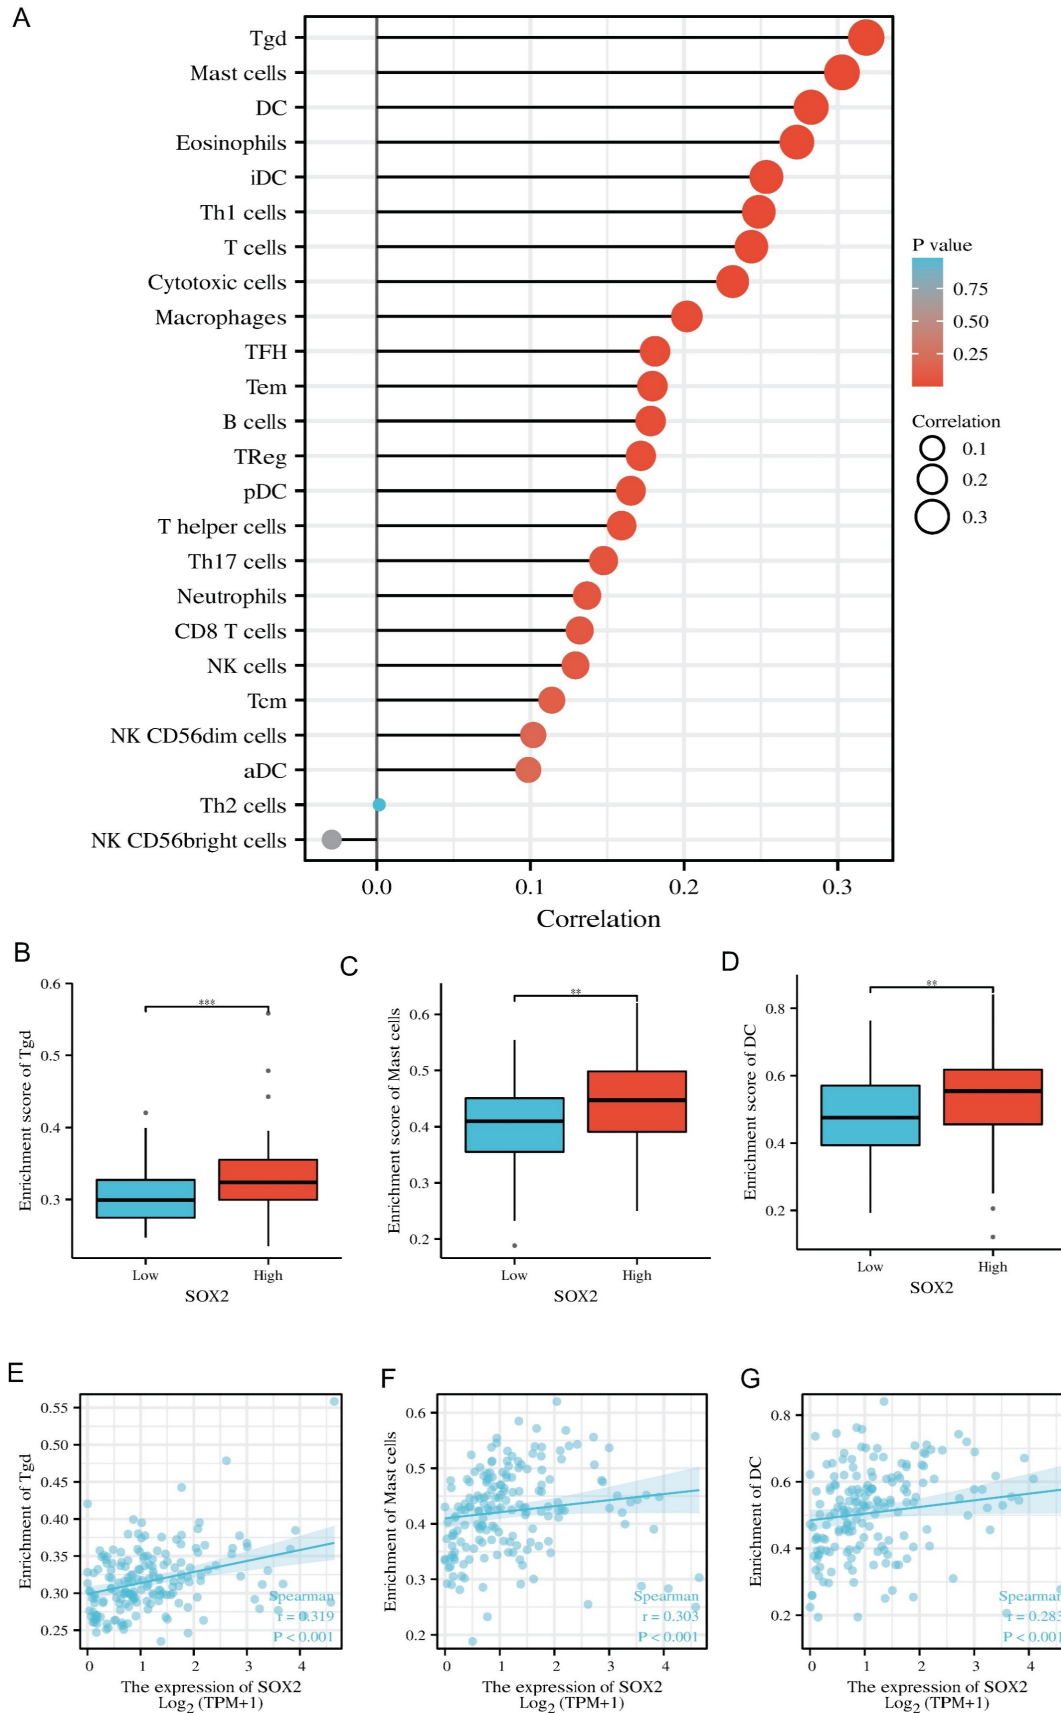 A
Tgd
Mast cells
DC
Eosinophils
iDC
Th1 cells
T cells
Cytotoxic cells
Macrophages
TFH
Tem
B cells
TReg
pDC
T helper cells
Th17 cells
Neutrophils
CD8 T cells
NK cells
Tcm
NK CD56dim cells
aDC
Th2 cells
NK CD56bright cells
0.0 0.1 0.2 0.3
Correlation
P value
0.75
0.50
0.25
Correlation
0.1
0.2
0.3
B
Enrichment score of Tgd
0.6
0.5
0.4
0.3
***
Low High
SOX2
C
Enrichment score of Mast cells
0.6
0.5
0.4
0.3
0.2
**
Low High
SOX2
D
Enrichment score of DC
0.8
0.6
0.4
0.2
**
Low High
SOX2
E
Enrichment of Tgd
0.55
0.50
0.45
0.40
0.35
0.30
0.25
Spearman
r = 0.319
P < 0.001
0 1 2 3 4
The expression of SOX2
Log₂ (TPM+1)
F
Enrichment of Mast cells
0.6
0.5
0.4
0.3
0.2
Spearman
r = 0.303
P < 0.001
0 1 2 3 4
The expression of SOX2
Log₂ (TPM+1)
G
Enrichment of DC
0.8
0.6
0.4
0.2
Spearman
r = 0.283
P < 0.001
0 1 2 3 4
The expression of SOX2
Log₂ (TPM+1)